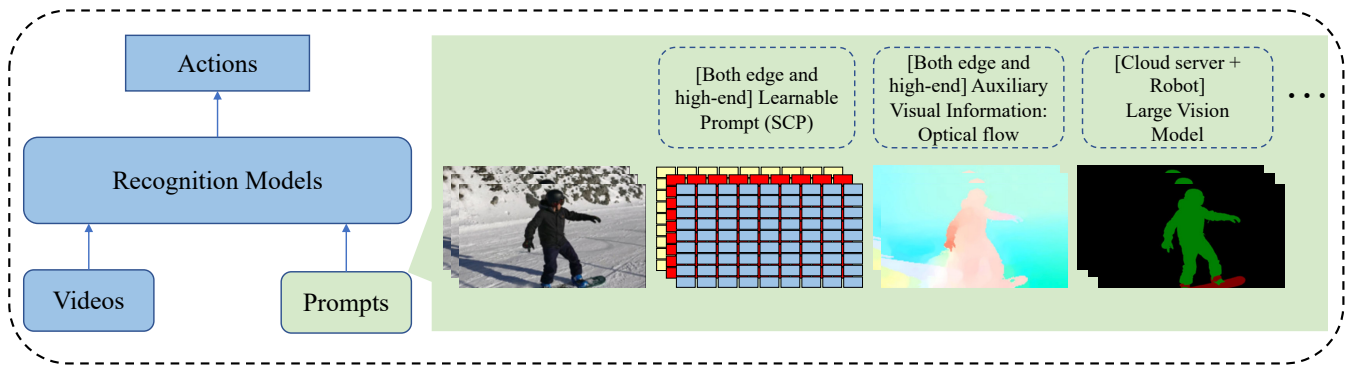 Actions
Recognition Models
Videos
Prompts
[Both edge and
high-end] Learnable
Prompt (SCP)
[Both edge and
high-end] Auxiliary
Visual Information:
Optical flow
[Cloud server +
Robot]
Large Vision
Model
...